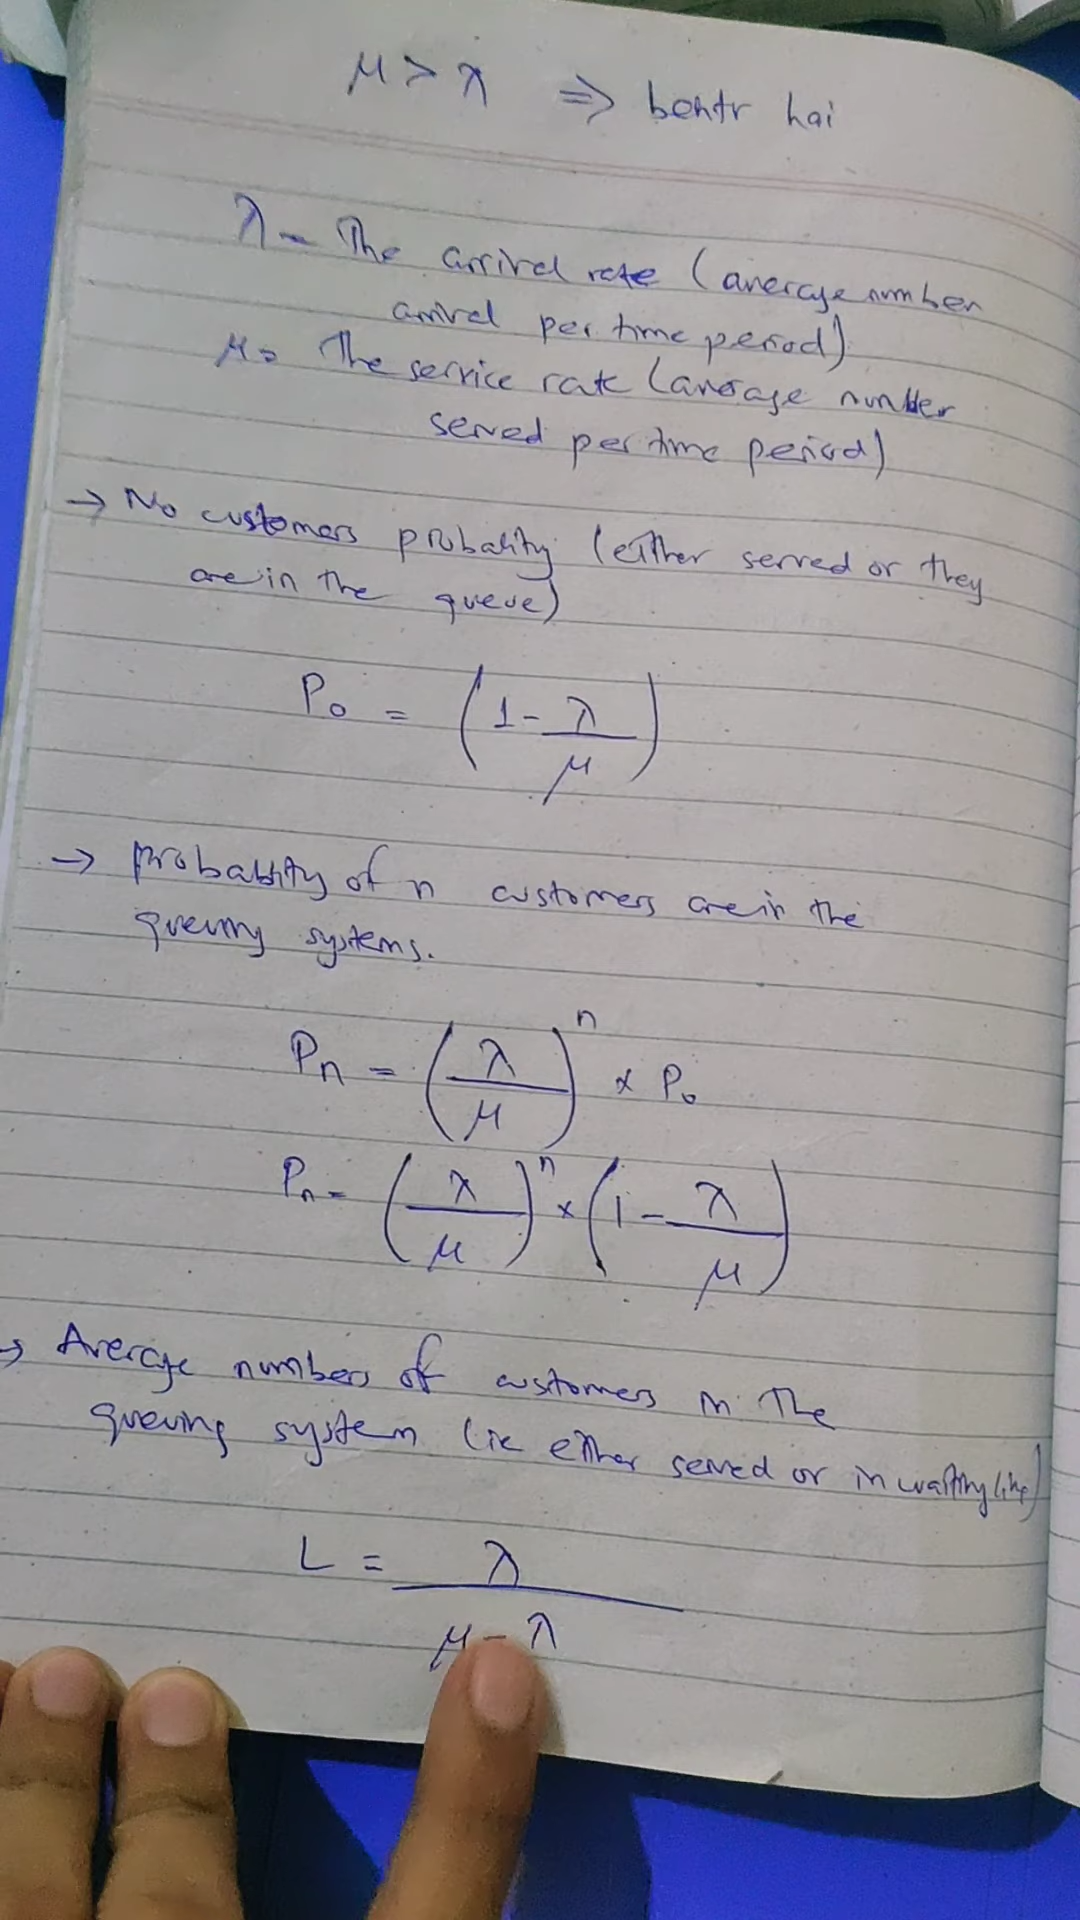 μ > λ ⇒ behtr hai
λ = The arrival rate (average number
arrival per time period)
μ = The service rate (average number
served per time period)
→ No customers probality (either served or they
are in the queue)
P₀ = (1 - λ/μ)
→ probability of n customers are in the
queuing systems.
Pn = (λ/μ)ⁿ × P₀
Pn = (λ/μ)ⁿ × (1 - λ/μ)
→ Average numbers of customers in the
queuing system (ie either served or in waiting line)
L = λ/(μ - λ)